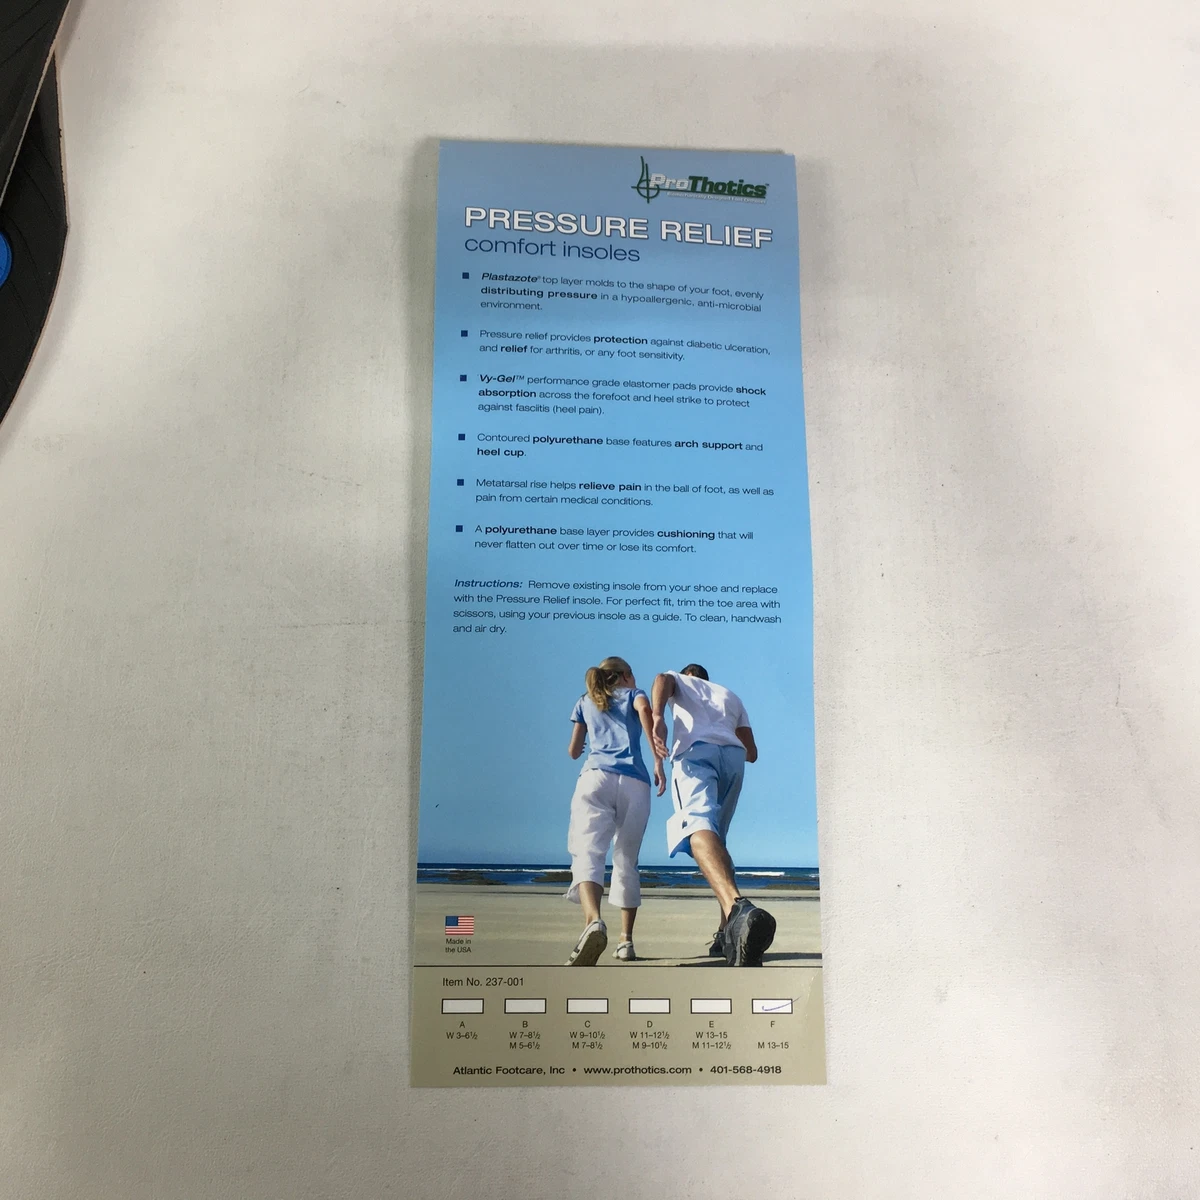 ProThotics
PRESSURE RELIEF
comfort insoles
■ Plastazote® top layer molds to the shape of your foot, evenly
distributing pressure in a hypoallergenic, anti-microbial
environment.
■ Pressure relief provides protection against diabetic ulceration,
and relief for arthritis, or any foot sensitivity.
■ Vy-Gel™ performance grade elastomer pads provide shock
absorption across the forefoot and heel strike to protect
against fasciitis (heel pain).
■ Contoured polyurethane base features arch support and
heel cup.
■ Metatarsal rise helps relieve pain in the ball of foot, as well as
pain from certain medical conditions.
■ A polyurethane base layer provides cushioning that will
never flatten out over time or lose its comfort.
Instructions: Remove existing insole from your shoe and replace
with the Pressure Relief insole. For perfect fit, trim the toe area with
scissors, using your previous insole as a guide. To clean, handwash
and air dry.
Made in
the USA
Item No. 237-001
A B C D E F
W 3–6½ W 7–8½ W 9–10½ W 11–12½ W 13–15
M 5–6½ M 7–8½ M 9–10½ M 11–12½ M 13–15
Atlantic Footcare, Inc • www.prothotics.com • 401-568-4918